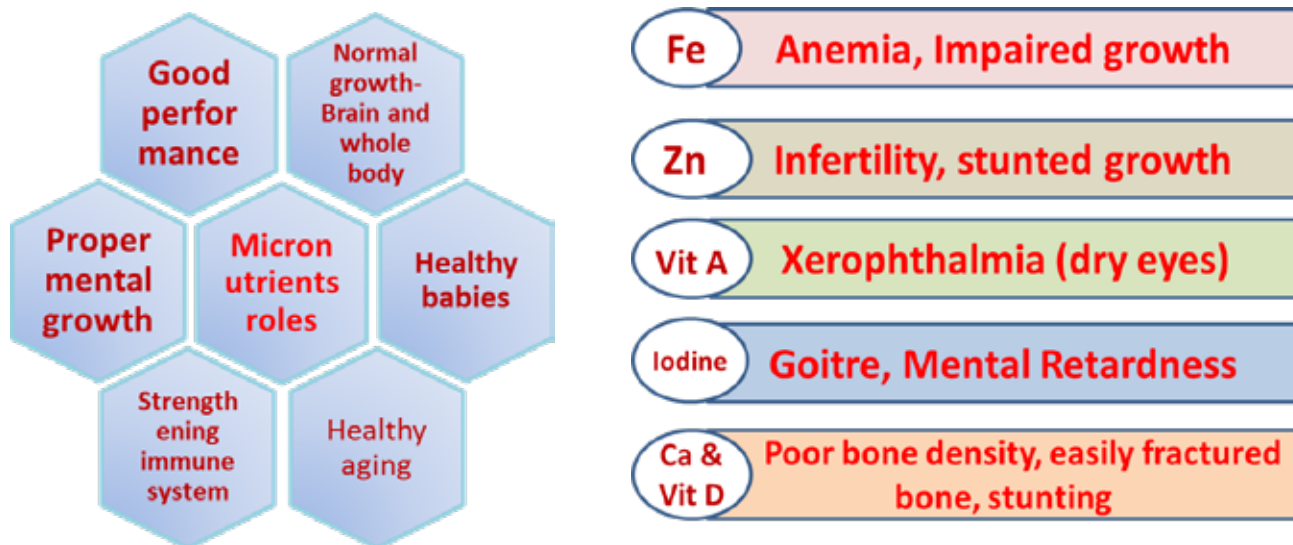 Good
perfor
mance
Normal
growth-
Brain and
whole
body
Proper
mental
growth
Micron
utrients
roles
Healthy
babies
Strength
ening
immune
system
Healthy
aging
Fe
Anemia, Impaired growth
Zn
Infertility, stunted growth
Vit A
Xerophthalmia (dry eyes)
Iodine
Goitre, Mental Retardness
Ca &
Vit D
Poor bone density, easily fractured
bone, stunting